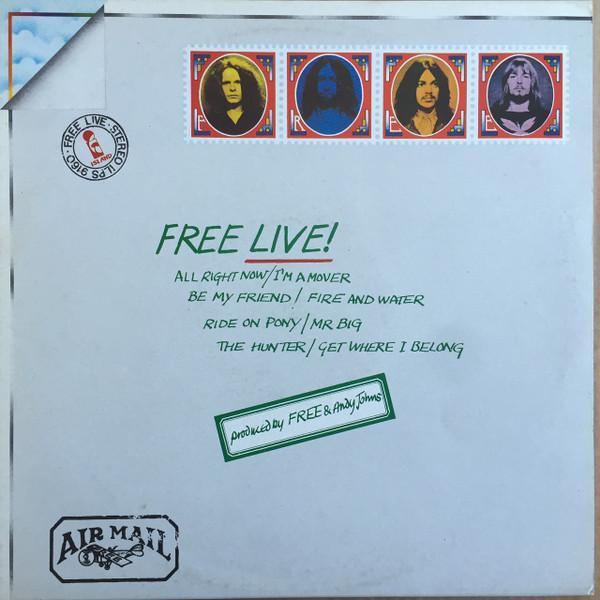 F R E E
FREE LIVE · STEREO ILPS 9160 ·
ISLAND
FREE LIVE!
ALL RIGHT NOW/I'M A MOVER
BE MY FRIEND/ FIRE AND WATER
RIDE ON PONY/MR BIG
THE HUNTER/GET WHERE I BELONG
produced by FREE & Andy Johns
AIR MAIL